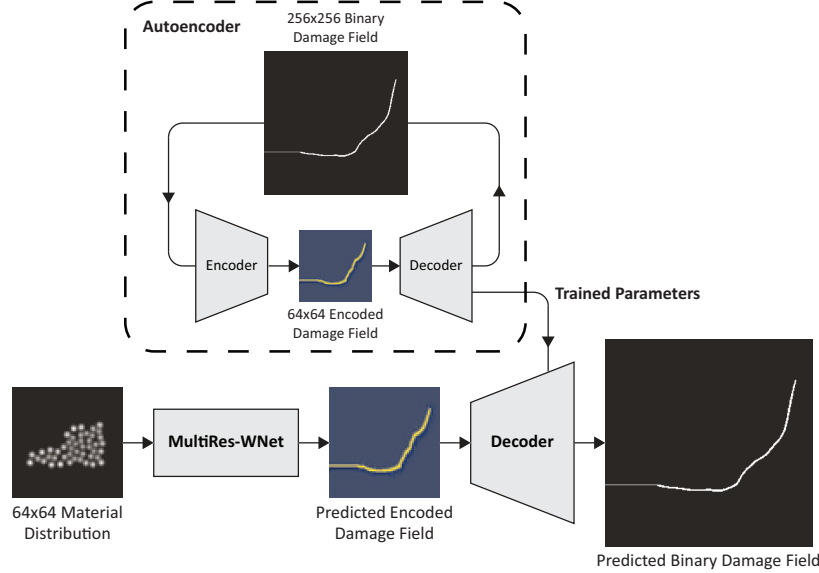 Autoencoder
256x256 Binary
Damage Field
Encoder
Decoder
64x64 Encoded
Damage Field
Trained Parameters
MultiRes-WNet
Decoder
64x64 Material
Distribution
Predicted Encoded
Damage Field
Predicted Binary Damage Field